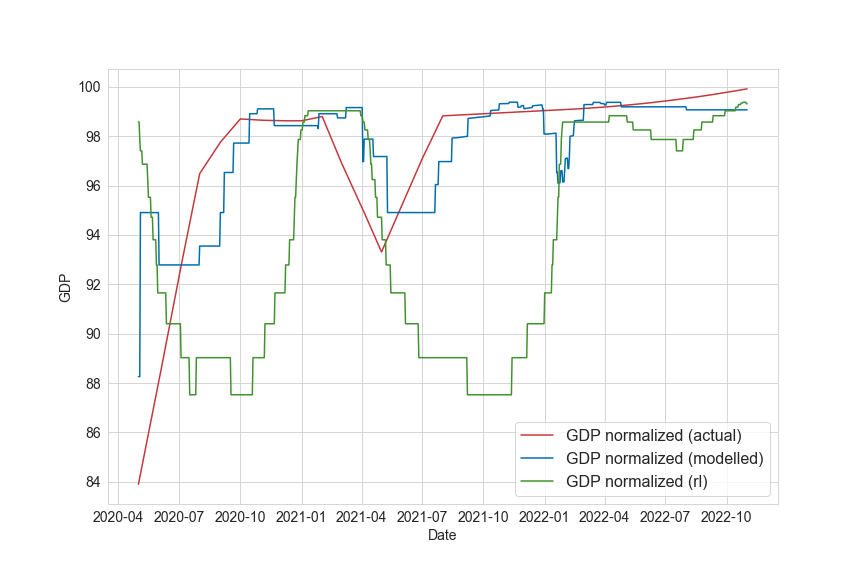 100
98
96
94
92
90
88
86
84
GDP
GDP normalized (actual)
GDP normalized (modelled)
GDP normalized (rl)
2020-04 2020-07 2020-10 2021-01 2021-04 2021-07 2021-10 2022-01 2022-04 2022-07 2022-10
Date